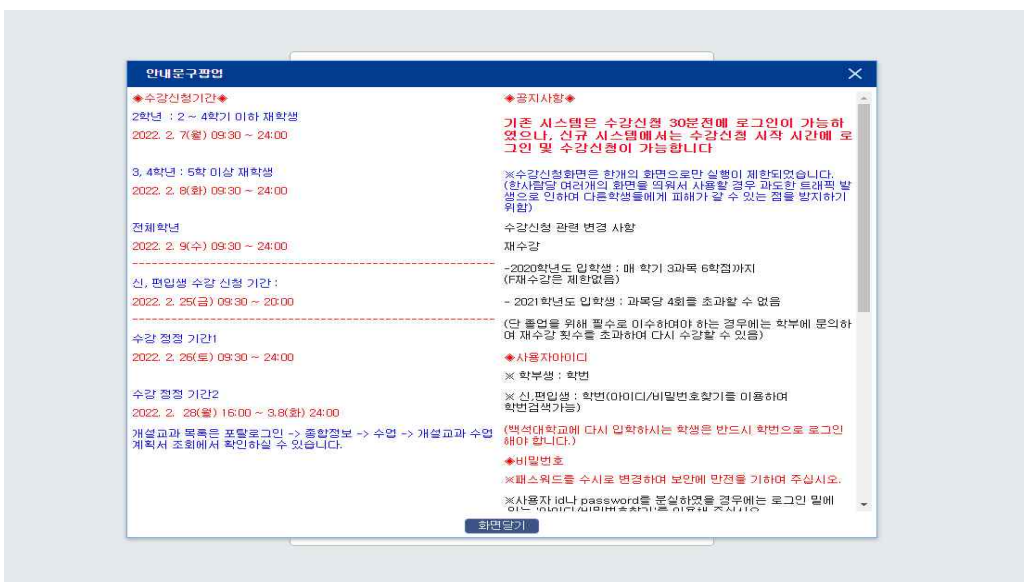 안내문구팝업
◈수강신청기간◈
2학년 : 2 ~ 4학기 이하 재학생
2022. 2. 7(월) 09:30 ~ 24:00
3, 4학년 : 5학 이상 재학생
2022. 2. 8(화) 09:30 ~ 24:00
전체학년
2022. 2. 9(수) 09:30 ~ 24:00
신, 편입생 수강 신청 기간 :
2022. 2. 25(금) 09:30 ~ 20:00
수강 정정 기간1
2022. 2. 26(토) 09:30 ~ 24:00
수강 정정 기간2
2022. 2. 28(월) 16:00 ~ 3.8(화) 24:00
개설교과 목록은 포탈로그인 -> 종합정보 -> 수업 -> 개설교과 수업
계획서 조회에서 확인하실 수 있습니다.
◈공지사항◈
기존 시스템은 수강신청 30분전에 로그인이 가능하
였으나, 신규 시스템에서는 수강신청 시작 시간에 로
그인 및 수강신청이 가능합니다
※수강신청화면은 한개의 화면으로만 실행이 제한되었습니다.
(한사람당 여러개의 화면을 띄워서 사용할 경우 과도한 트래픽 발
생으로 인하여 다른학생들에게 피해가 갈 수 있는 점을 방지하기
위함)
수강신청 관련 변경 사항
재수강
-2020학년도 입학생 : 매 학기 3과목 6학점까지
(F재수강은 제한없음)
- 2021학년도 입학생 : 과목당 4회를 초과할 수 없음
(단 졸업을 위해 필수로 이수하여야 하는 경우에는 학부에 문의하
여 재수강 횟수를 초과하여 다시 수강할 수 있음)
◈사용자아이디
※ 학부생 : 학번
※ 신,편입생 : 학번(아이디/비밀번호찾기를 이용하여
학번검색가능)
(백석대학교에 다시 입학하시는 학생은 반드시 학번으로 로그인
해야 합니다.)
◈비밀번호
※패스워드를 수시로 변경하여 보안에 만전을 기하여 주십시오.
※사용자 id나 password를 분실하였을 경우에는 로그인 밑에
있는 '아이디/비밀번호찾기'를 이용해 주십시오
화면닫기